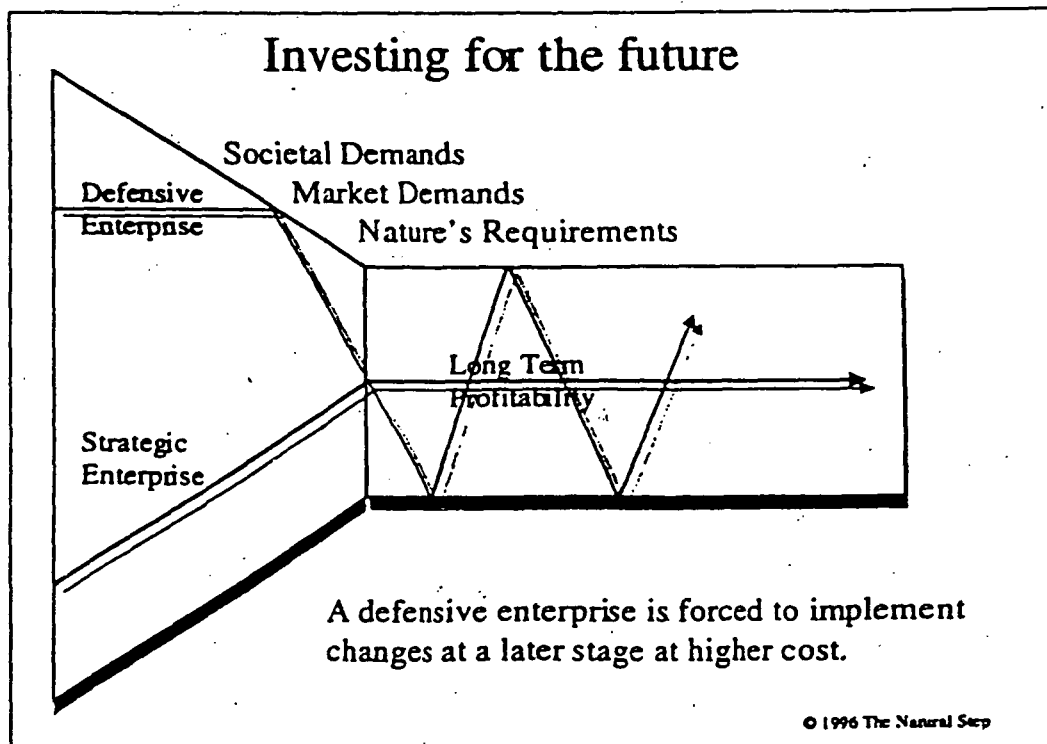 Investing for the future
Societal Demands
Defensive
Enterprise
Market Demands
Nature's Requirements
Long Term
Profitability
Strategic
Enterprise
A defensive enterprise is forced to implement
changes at a later stage at higher cost.
© 1996 The Natural Step